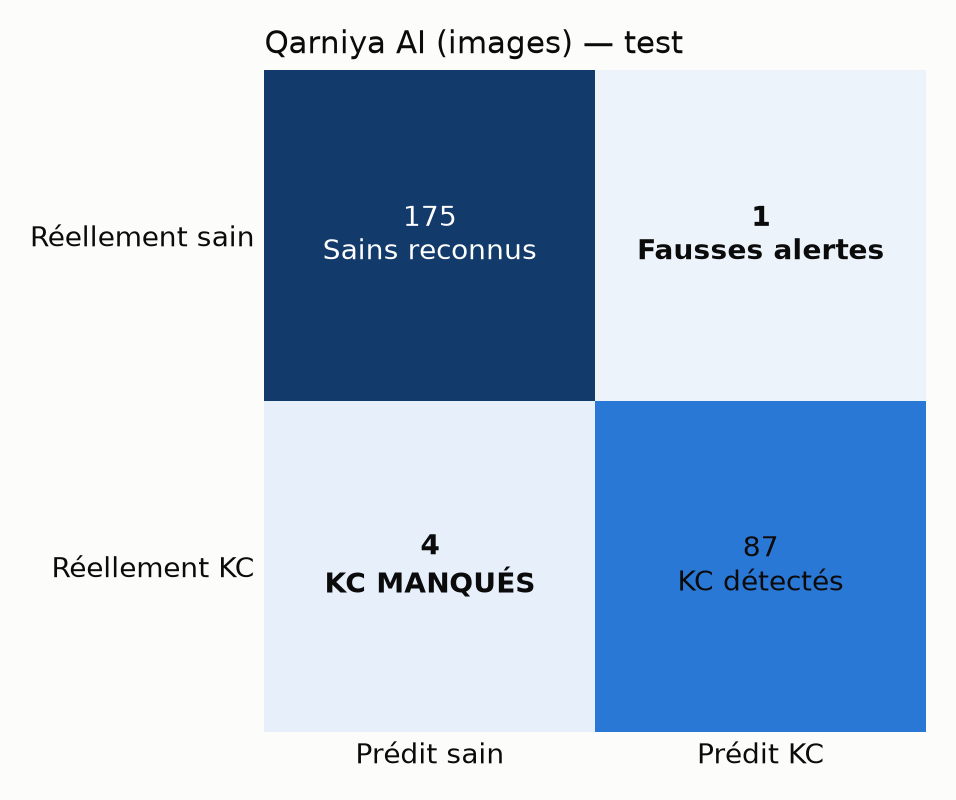 Qarniya AI (images) — test
Réellement sain
175
Sains reconnus
1
Fausses alertes
Réellement KC
4
KC MANQUÉS
87
KC détectés
Prédit sain
Prédit KC